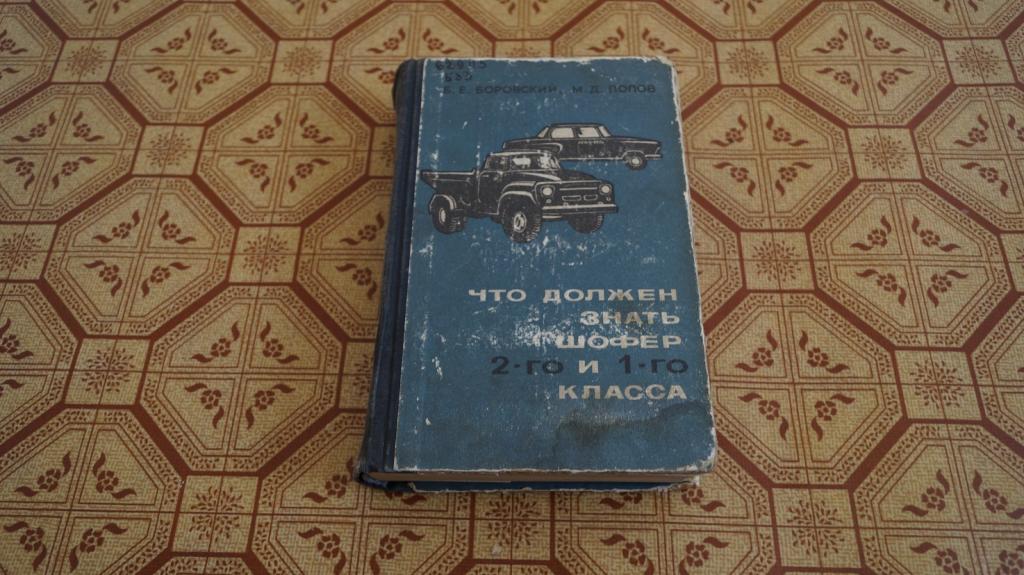 Б. Е. БОРОВСКИЙ, М. Д. ПОПОВ
ЧТО ДОЛЖЕН
ЗНАТЬ
ШОФЕР
2-го и 1-го
КЛАССА